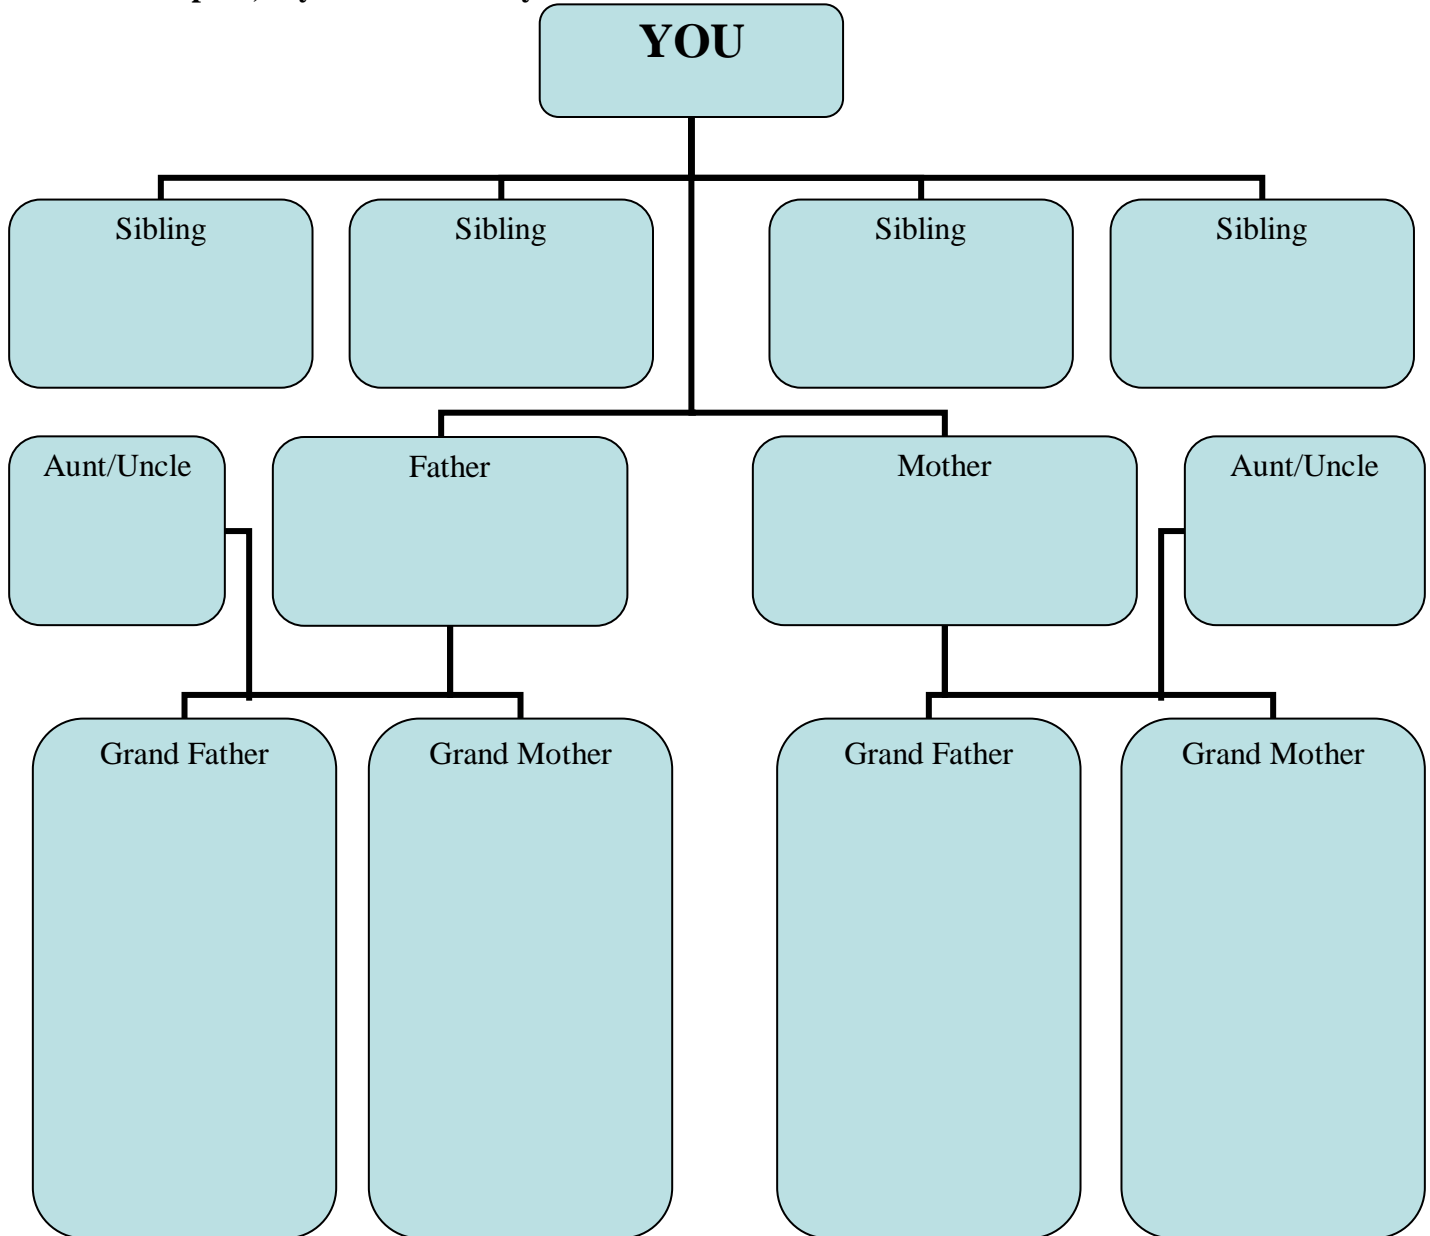 YOU
Sibling
Sibling
Sibling
Sibling
Aunt/Uncle
Father
Mother
Aunt/Uncle
Grand Father
Grand Mother
Grand Father
Grand Mother